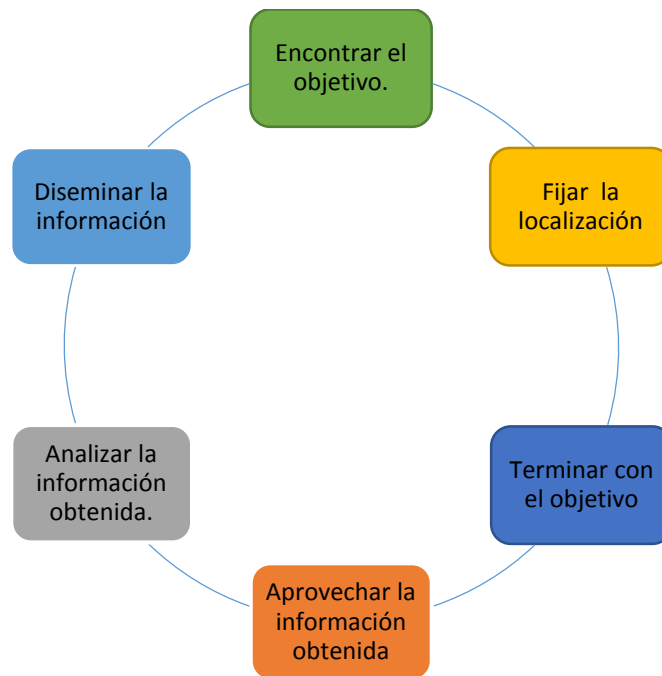 Encontrar el
objetivo.
Fijar  la
localización
Terminar con
el objetivo
Aprovechar la
información
obtenida
Analizar la
información
obtenida.
Diseminar la
información